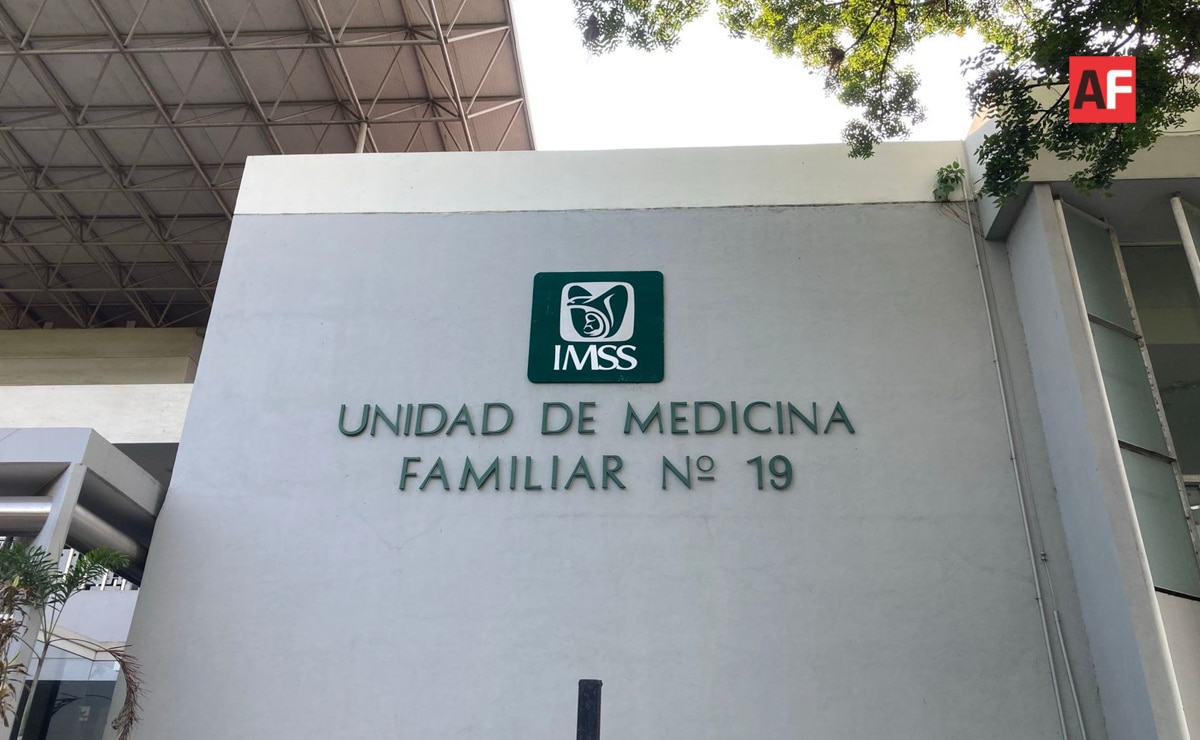 AF
IMSS
UNIDAD DE MEDICINA
FAMILIAR Nº 19